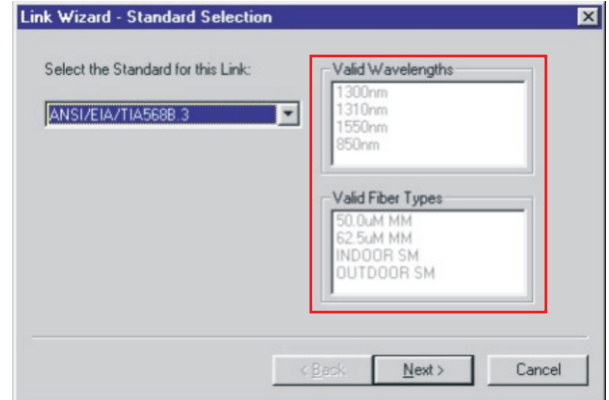 Link Wizard - Standard Selection
Select the Standard for this Link:
ANSI/EIA/TIA568B.3
Valid Wavelengths
1300nm
1310nm
1550nm
850nm
Valid Fiber Types
50.0uM MM
62.5uM MM
INDOOR SM
OUTDOOR SM
< Back
Next >
Cancel